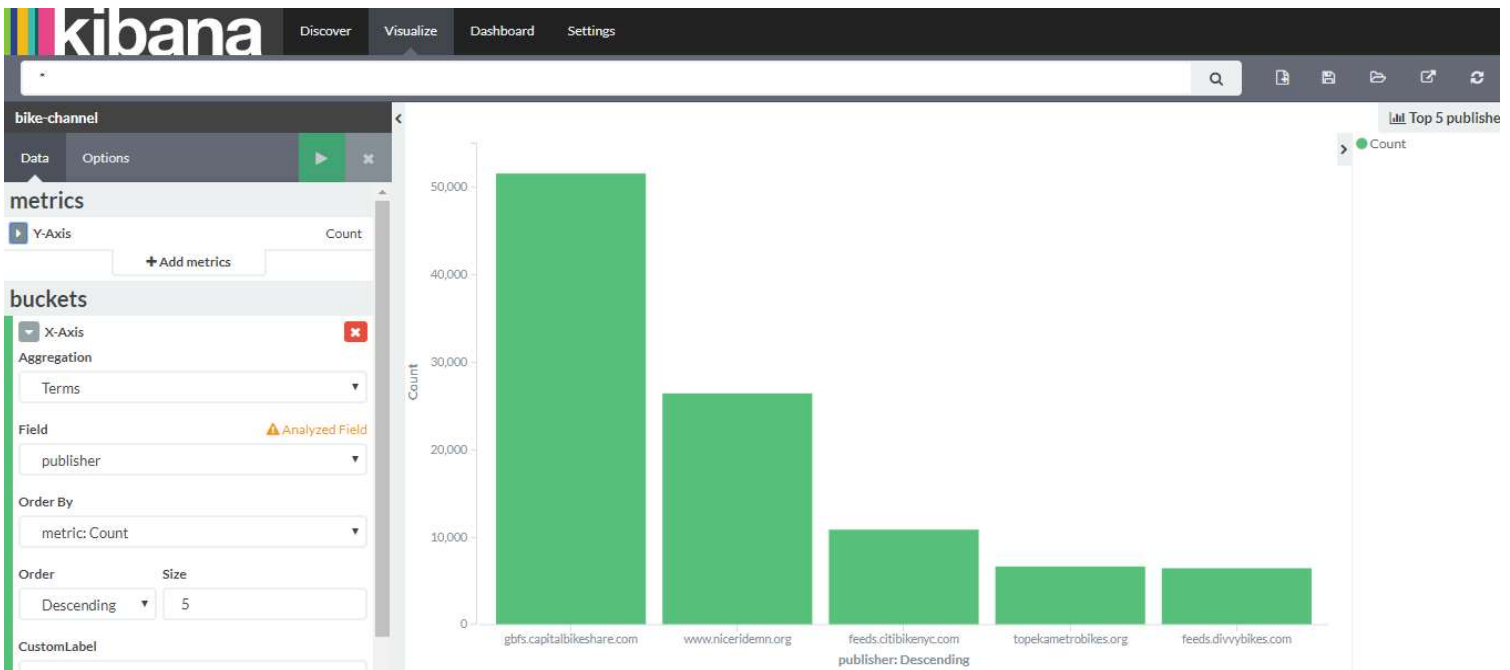 kibana
Discover Visualize Dashboard Settings
*
bike-channel
Data Options
metrics
Y-Axis Count
Add metrics
buckets
X-Axis
Aggregation
Terms
Field Analyzed Field
publisher
Order By
metric: Count
Order Size
Descending 5
CustomLabel
Top 5 publishe
Count
50,000
40,000
30,000
20,000
10,000
0
Count
gbfs.capitalbikeshare.com www.niceridemn.org feeds.citibikenyc.com topekametrobikes.org feeds.divvybikes.com
publisher: Descending